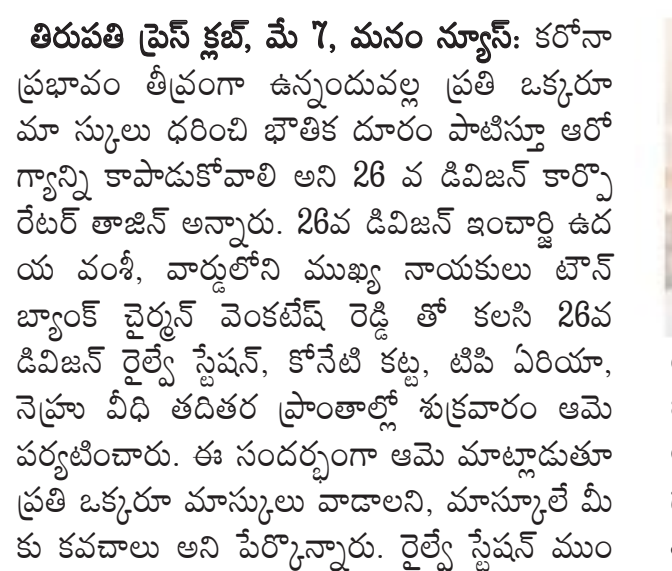 తిరుపతి ప్రెస్ క్లబ్, మే 7, మనం న్యూస్: కరోనా
ప్రభావం తీవ్రంగా ఉన్నందువల్ల ప్రతి ఒక్కరూ
మా స్కులు ధరించి భౌతిక దూరం పాటిస్తూ ఆరో
గ్యాన్ని కాపాడుకోవాలి అని 26 వ డివిజన్ కార్పొ
రేటర్ తాజిన్ అన్నారు. 26వ డివిజన్ ఇంచార్జి ఉద
య వంశీ, వార్డులోని ముఖ్య నాయకులు టౌన్
బ్యాంక్ చైర్మన్ వెంకటేష్ రెడ్డి తో కలసి 26వ
డివిజన్ రైల్వే స్టేషన్, కోనేటి కట్ట, టిపి ఏరియా,
నెహ్రు వీధి తదితర ప్రాంతాల్లో శుక్రవారం ఆమె
పర్యటించారు. ఈ సందర్భంగా ఆమె మాట్లాడుతూ
ప్రతి ఒక్కరూ మాస్కులు వాడాలని, మాస్కూలే మీ
కు కవచాలు అని పేర్కొన్నారు. రైల్వే స్టేషన్ ముం